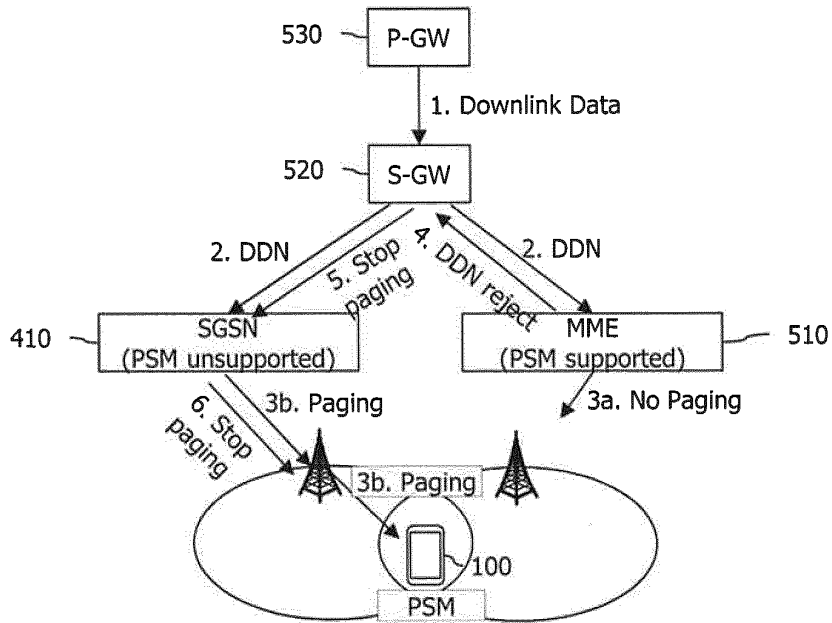 530
P-GW
1. Downlink Data
520
S-GW
2. DDN
5. Stop
paging
4. DDN reject
2. DDN
410
SGSN
(PSM unsupported)
MME
(PSM supported)
510
6. Stop
paging
3b. Paging
3a. No Paging
3b. Paging
100
PSM